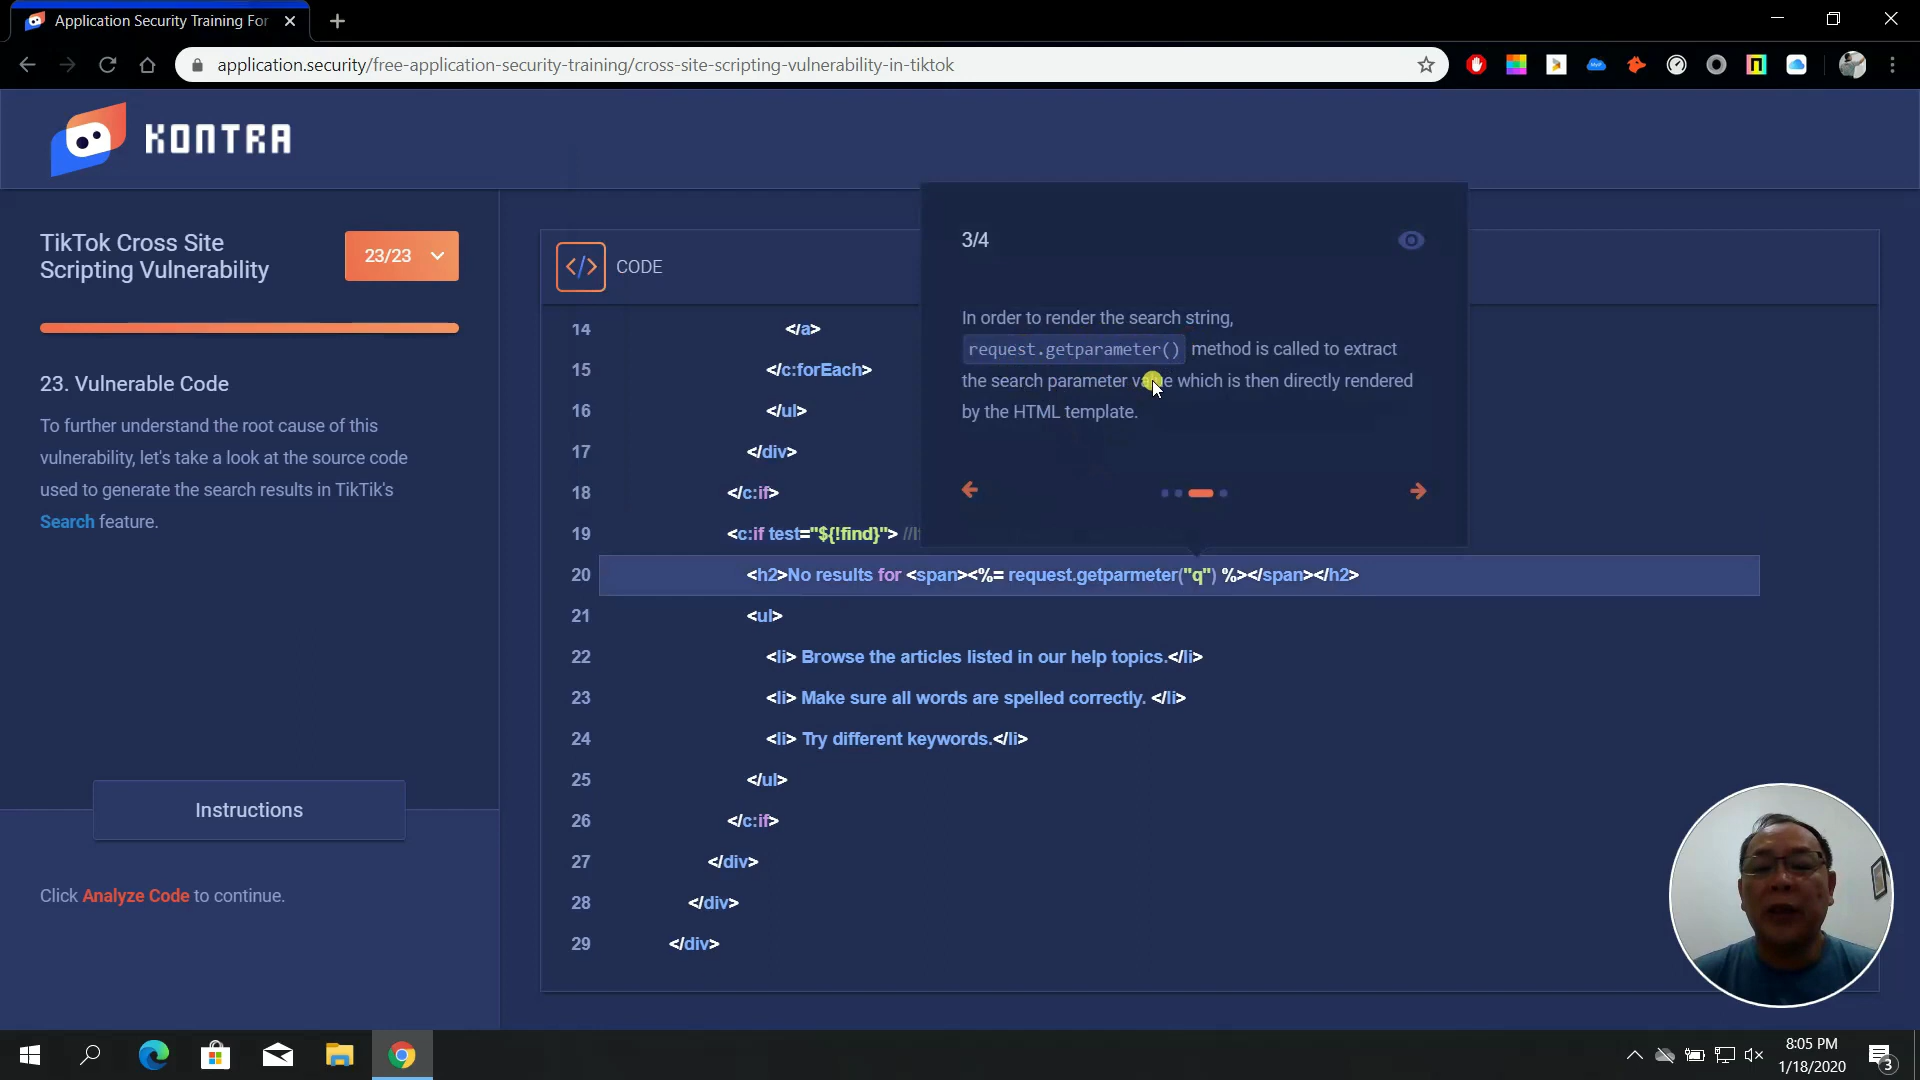 Application Security Training For
application.security/free-application-security-training/cross-site-scripting-vulnerability-in-tiktok
KONTRA
TikTok Cross Site
Scripting Vulnerability
23/23
23. Vulnerable Code
To further understand the root cause of this
vulnerability, let's take a look at the source code
used to generate the search results in TikTik's
Search feature.
Instructions
Click Analyze Code to continue.
</> CODE
3/4
In order to render the search string,
request.getparameter() method is called to extract
the search parameter value which is then directly rendered
by the HTML template.
14 </a>
15 </c:forEach>
16 </ul>
17 </div>
18 </c:if>
19 <c:if test="${!find}">
20 <h2>No results for <span><%= request.getparmeter("q") %></span></h2>
21 <ul>
22 <li> Browse the articles listed in our help topics.</li>
23 <li> Make sure all words are spelled correctly. </li>
24 <li> Try different keywords.</li>
25 </ul>
26 </c:if>
27 </div>
28 </div>
29 </div>
8:05 PM
1/18/2020
3